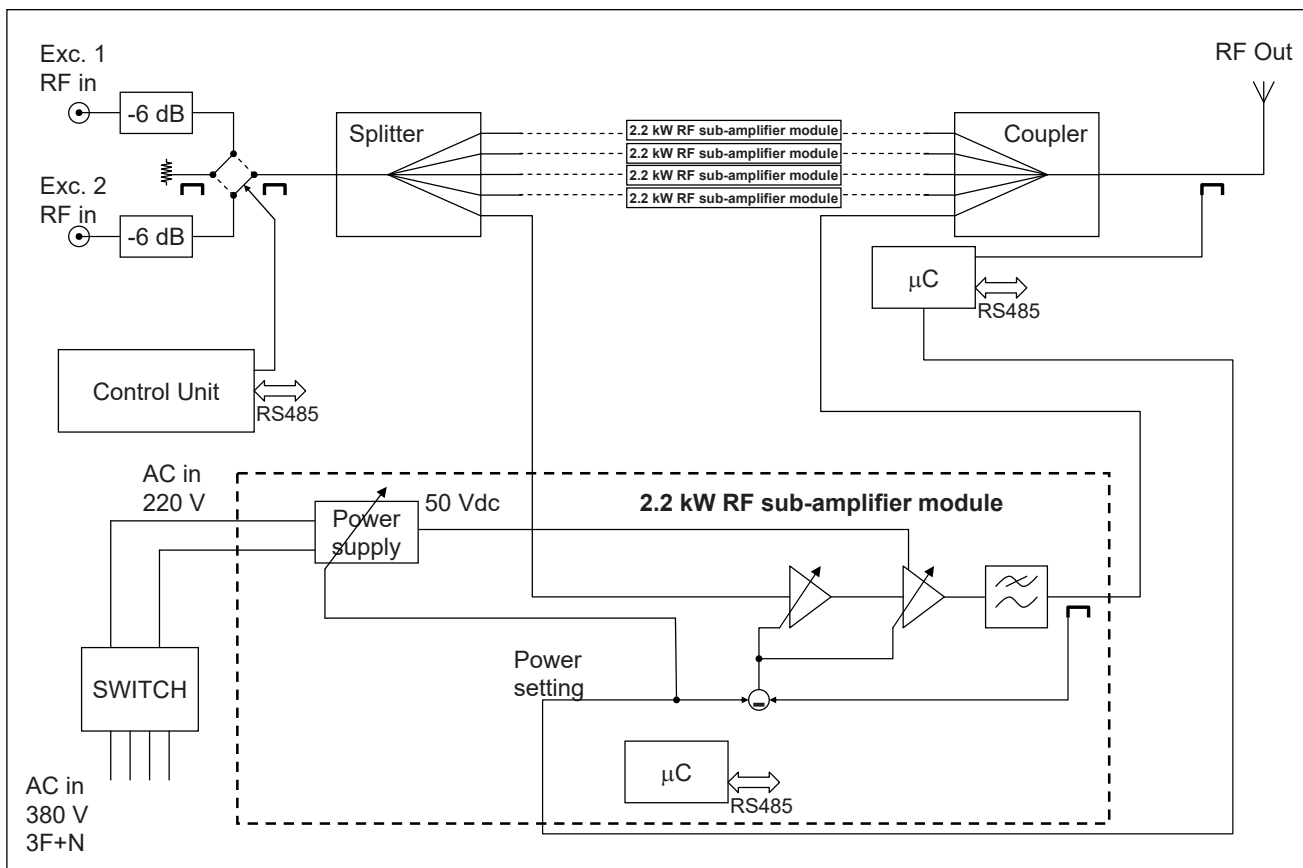 Exc. 1
RF in
-6 dB
Exc. 2
RF in
-6 dB
Splitter
2.2 kW RF sub-amplifier module
2.2 kW RF sub-amplifier module
2.2 kW RF sub-amplifier module
2.2 kW RF sub-amplifier module
Coupler
RF Out
μC
RS485
Control Unit
RS485
AC in
220 V
Power
supply
50 Vdc
2.2 kW RF sub-amplifier module
SWITCH
Power
setting
μC
RS485
AC in
380 V
3F+N